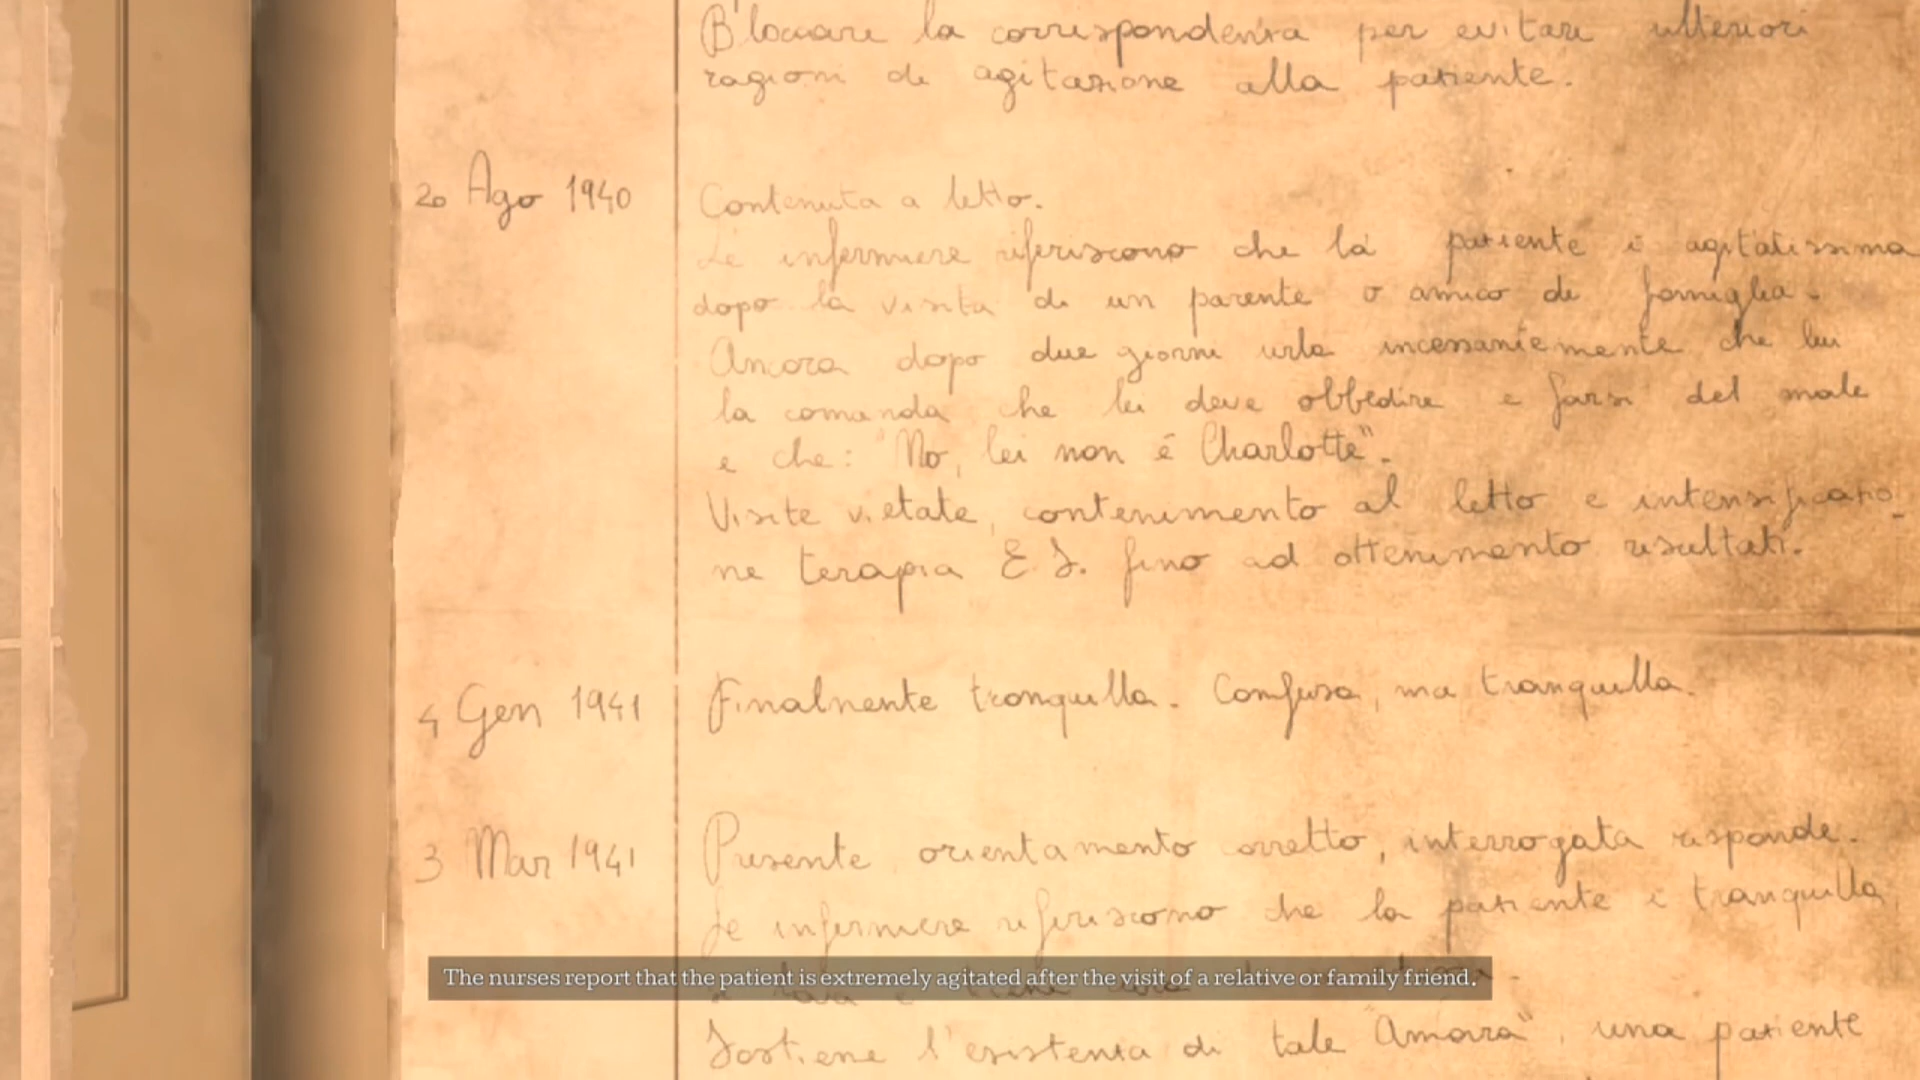 Bloccare la corrispondenza per evitare ulteriori
ragioni di agitazione alla paziente.
20 Ago 1940
Contenuta a letto.
Le infermiere riferiscono che la paziente è agitatissima
dopo la visita di un parente o amico di famiglia.
Ancora dopo due giorni urla incessantemente che lui
la comanda che lei deve obbedire e farsi del male
e che: "No, lei non è Charlotte".
Visite vietate, contenimento al letto e intensificazio-
ne terapia E.S. fino ad ottenimento risultati.
4 Gen 1941
Finalmente tranquilla. Confusa, ma tranquilla.
3 Mar 1941
Presente, orientamento corretto, interrogata risponde.
Le infermiere riferiscono che la paziente è tranquilla,
si lava e
The nurses report that the patient is extremely agitated after the visit of a relative or family friend.
Sostiene l'esistenza di tale "Amara", una paziente